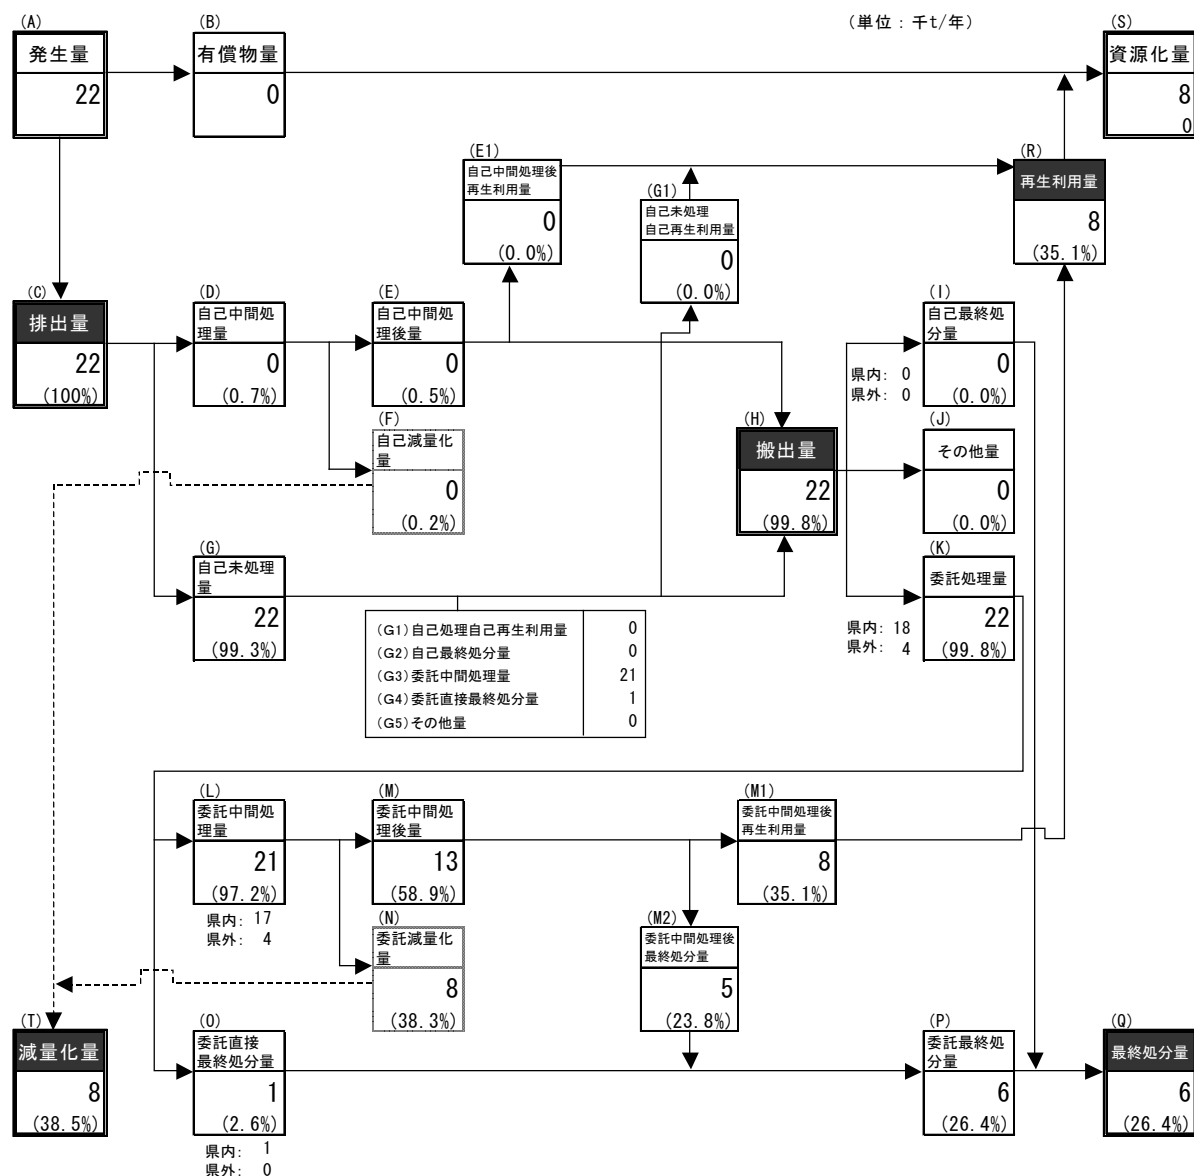 (A)
発生量
22
(B)
有償物量
0
(単位：千t/年)
(S)
資源化量
8
0
(E1)
自己中間処理後
再生利用量
0
(0.0%)
(G1)
自己未処理
自己再生利用量
0
(0.0%)
(R)
再生利用量
8
(35.1%)
(C)
排出量
22
(100%)
(D)
自己中間処
理量
0
(0.7%)
(E)
自己中間処
理後量
0
(0.5%)
(F)
自己減量化
量
0
(0.2%)
(G)
自己未処理
量
22
(99.3%)
(H)
搬出量
22
(99.8%)
(I)
自己最終処
分量
0
(0.0%)
県内: 0
県外: 0
(J)
その他量
0
(0.0%)
(K)
委託処理量
22
(99.8%)
県内: 18
県外: 4
(G1)自己処理自己再生利用量 0
(G2)自己最終処分量 0
(G3)委託中間処理量 21
(G4)委託直接最終処分量 1
(G5)その他量 0
(L)
委託中間処
理量
21
(97.2%)
県内: 17
県外: 4
(M)
委託中間処
理後量
13
(58.9%)
(N)
委託減量化
量
8
(38.3%)
(M1)
委託中間処理後
再生利用量
8
(35.1%)
(M2)
委託中間処理後
最終処分量
5
(23.8%)
(T)
減量化量
8
(38.5%)
(O)
委託直接
最終処分量
1
(2.6%)
県内: 1
県外: 0
(P)
委託最終処
分量
6
(26.4%)
(Q)
最終処分量
6
(26.4%)